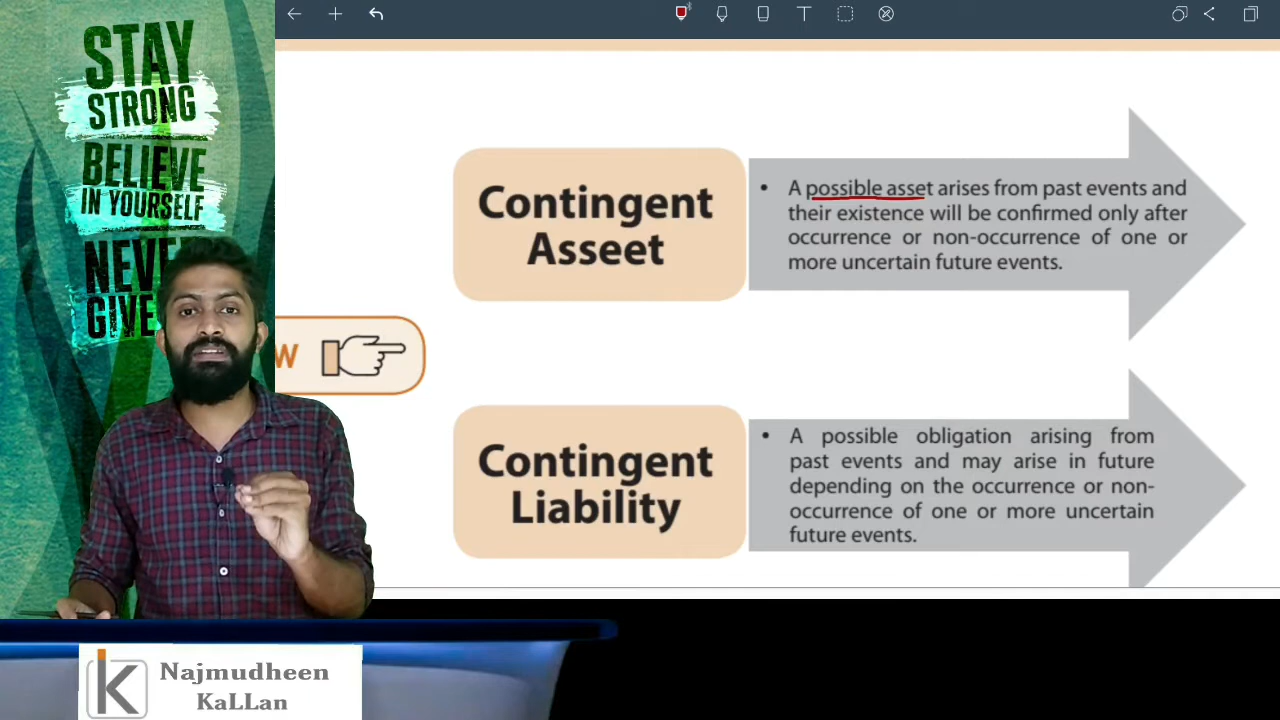 STAY
STRONG
BELIEVE
IN YOURSELF
NEVE
GIVE
Contingent
Asseet
• A possible asset arises from past events and
their existence will be confirmed only after
occurrence or non-occurrence of one or
more uncertain future events.
W
Contingent
Liability
• A possible obligation arising from
past events and may arise in future
depending on the occurrence or non-
occurrence of one or more uncertain
future events.
K
Najmudheen
KaLLan